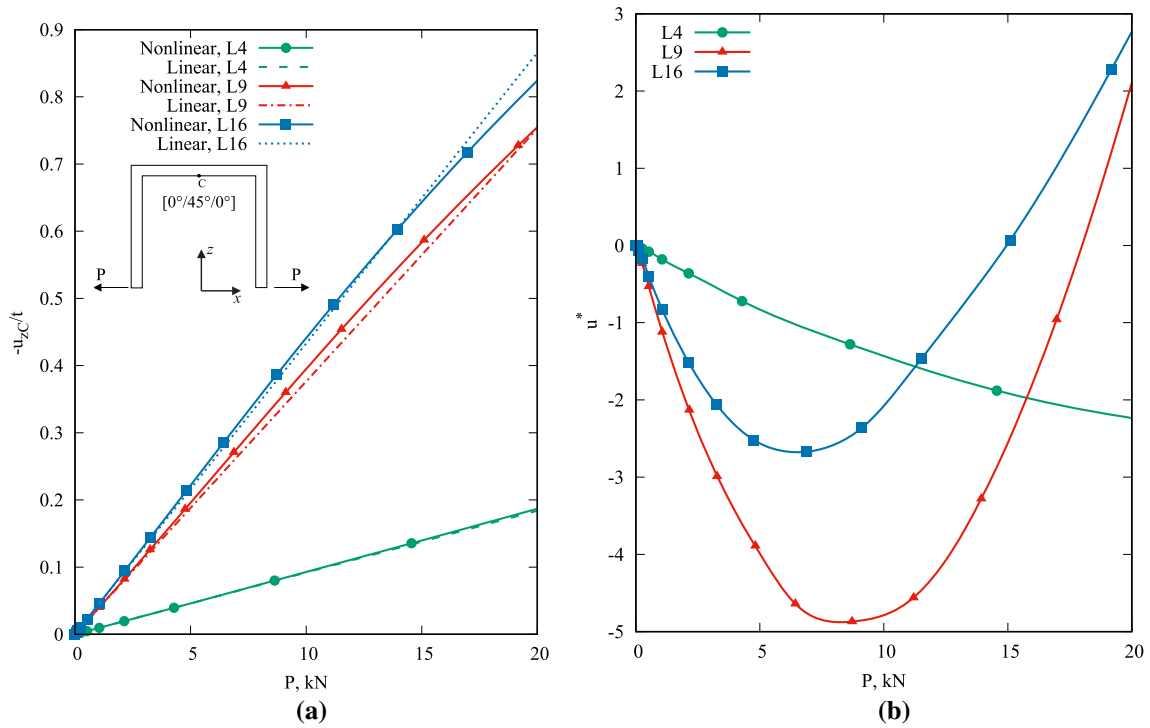 0.9
0.8
0.7
0.6
0.5
0.4
0.3
0.2
0.1
0
-u_zC/t
Nonlinear, L4
Linear, L4
Nonlinear, L9
Linear, L9
Nonlinear, L16
Linear, L16
C
[0°/45°/0°]
P
P
z
x
0
5
10
15
20
P, kN
(a)
3
2
1
0
-1
-2
-3
-4
-5
u*
L4
L9
L16
0
5
10
15
20
P, kN
(b)